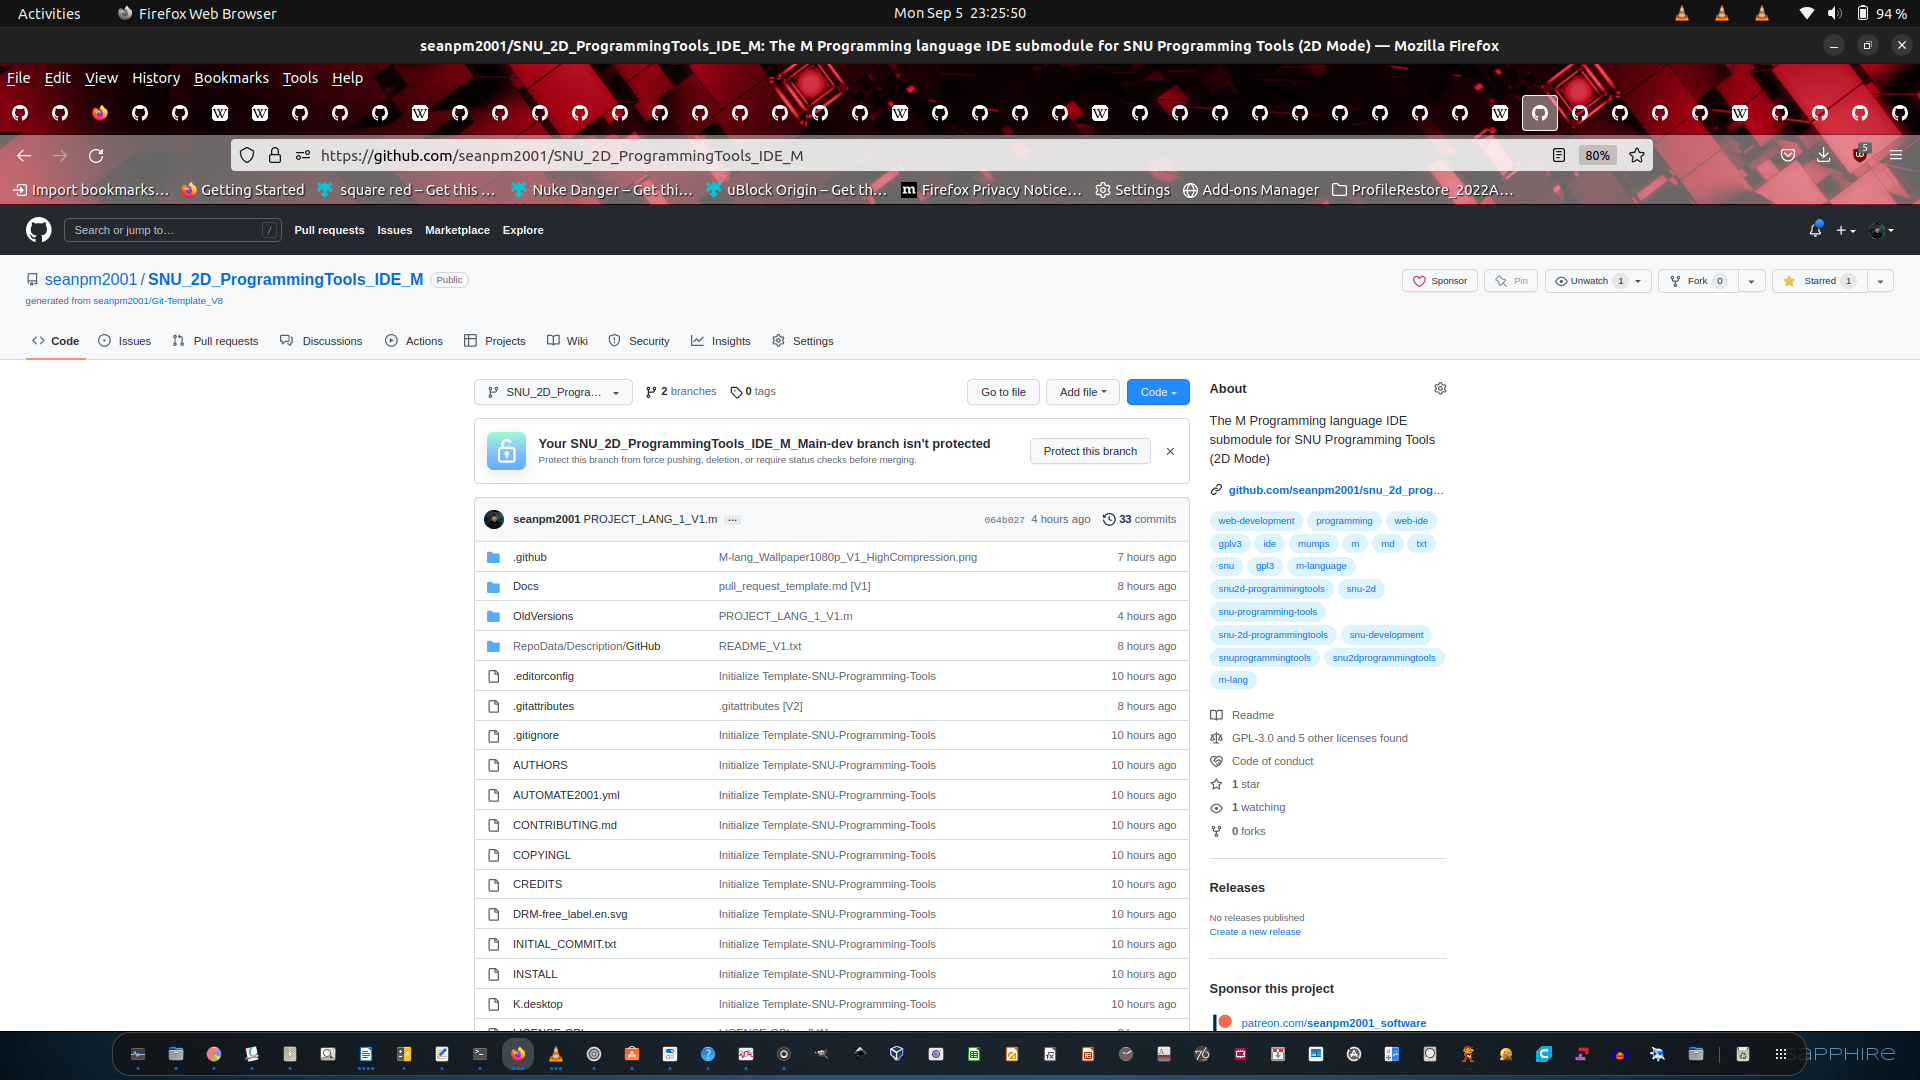 Activities
Firefox Web Browser
Mon Sep 5 23:25:50
94 %
seanpm2001/SNU_2D_ProgrammingTools_IDE_M: The M Programming language IDE submodule for SNU Programming Tools (2D Mode) — Mozilla Firefox
File Edit View History Bookmarks Tools Help
https://github.com/seanpm2001/SNU_2D_ProgrammingTools_IDE_M
80%
5
Import bookmarks…
Getting Started
square red – Get this …
Nuke Danger – Get thi…
uBlock Origin – Get th…
Firefox Privacy Notice…
Settings
Add-ons Manager
ProfileRestore_2022A…
Search or jump to…
/
Pull requests Issues Marketplace Explore
seanpm2001 / SNU_2D_ProgrammingTools_IDE_M Public
generated from seanpm2001/Git-Template_V8
Sponsor
Pin
Unwatch 1
Fork 0
Starred 1
Code Issues Pull requests Discussions Actions Projects Wiki Security Insights Settings
SNU_2D_Progra…
2 branches
0 tags
Go to file
Add file
Code
Your SNU_2D_ProgrammingTools_IDE_M_Main-dev branch isn't protected
Protect this branch from force pushing, deletion, or require status checks before merging.
Protect this branch
seanpm2001 PROJECT_LANG_1_V1.m … 064b027 4 hours ago 33 commits
.github M-lang_Wallpaper1080p_V1_HighCompression.png 7 hours ago
Docs pull_request_template.md [V1] 8 hours ago
OldVersions PROJECT_LANG_1_V1.m 4 hours ago
RepoData/Description/GitHub README_V1.txt 8 hours ago
.editorconfig Initialize Template-SNU-Programming-Tools 10 hours ago
.gitattributes .gitattributes [V2] 8 hours ago
.gitignore Initialize Template-SNU-Programming-Tools 10 hours ago
AUTHORS Initialize Template-SNU-Programming-Tools 10 hours ago
AUTOMATE2001.yml Initialize Template-SNU-Programming-Tools 10 hours ago
CONTRIBUTING.md Initialize Template-SNU-Programming-Tools 10 hours ago
COPYINGL Initialize Template-SNU-Programming-Tools 10 hours ago
CREDITS Initialize Template-SNU-Programming-Tools 10 hours ago
DRM-free_label.en.svg Initialize Template-SNU-Programming-Tools 10 hours ago
INITIAL_COMMIT.txt Initialize Template-SNU-Programming-Tools 10 hours ago
INSTALL Initialize Template-SNU-Programming-Tools 10 hours ago
K.desktop Initialize Template-SNU-Programming-Tools 10 hours ago
About
The M Programming language IDE
submodule for SNU Programming Tools
(2D Mode)
github.com/seanpm2001/snu_2d_prog…
web-development programming web-ide
gplv3 ide mumps m md txt
snu gpl3 m-language
snu2d-programmingtools snu-2d
snu-programming-tools
snu-2d-programmingtools snu-development
snuprogrammingtools snu2dprogrammingtools
m-lang
Readme
GPL-3.0 and 5 other licenses found
Code of conduct
1 star
1 watching
0 forks
Releases
No releases published
Create a new release
Sponsor this project
patreon.com/seanpm2001_software
SAPPHIRE